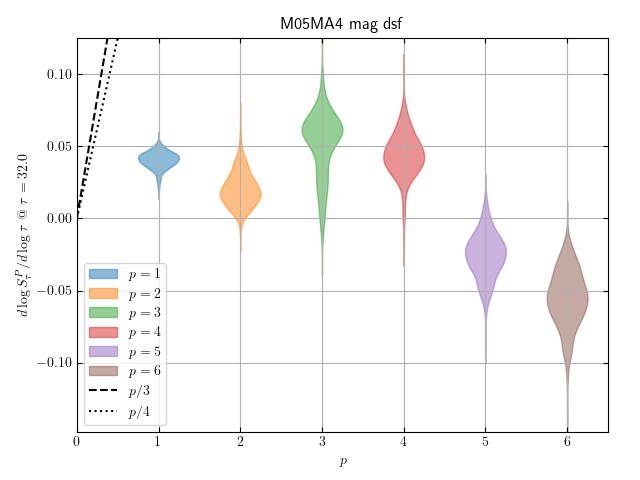 M05MA4 mag dsf
d log S_τ^P / d log τ @ τ = 32.0
0.10
0.05
0.00
−0.05
−0.10
p = 1
p = 2
p = 3
p = 4
p = 5
p = 6
p/3
p/4
0 1 2 3 4 5 6
p